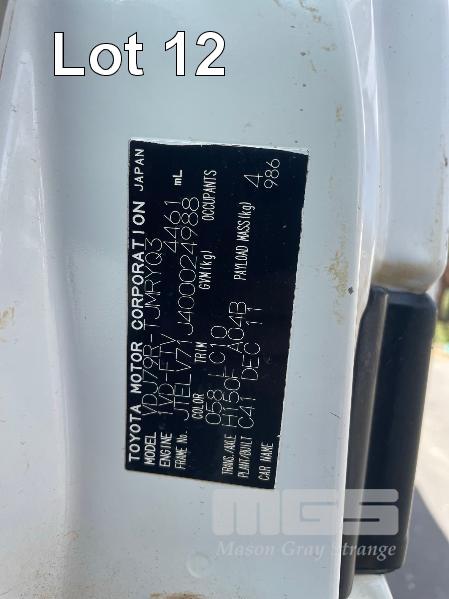 Lot 12
TOYOTA MOTOR CORPORATION JAPAN
MODEL VDJ79R-TJMRYQ3
ENGINE 1VD-FTV 4461 mL
FRAME No. JTELV71J400024988
COLOR TRIM GVM(kg) OCCUPANTS
058 LC10 4
TRANS./AXLE H150F A04B PAYLOAD MASS(kg) 986
PLANT/BUILT C41 DEC 11
CAR NAME
MGS
Mason Gray Strange